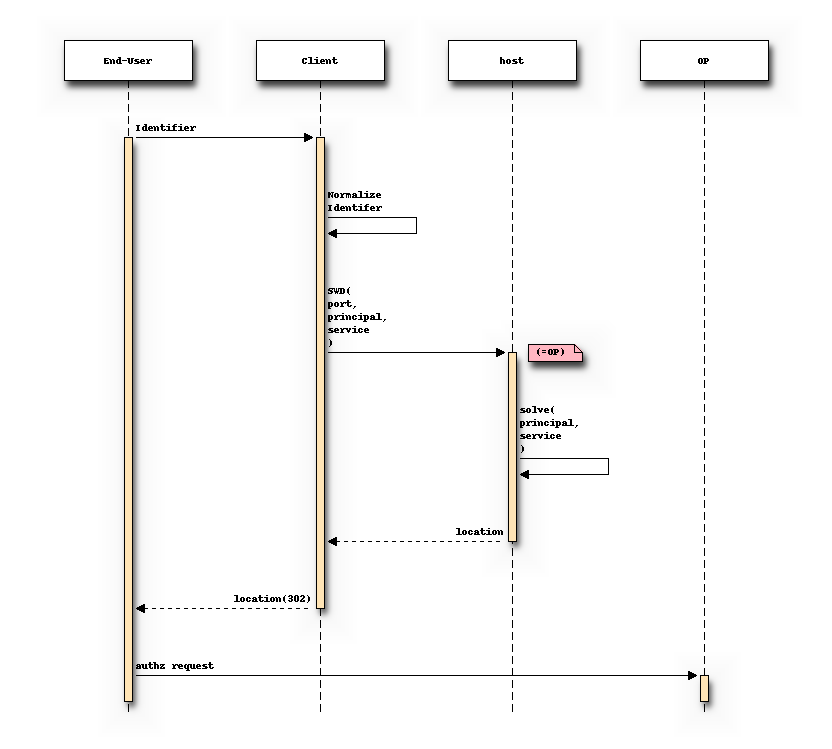 End-User
Client
host
OP
Identifier
Normalize
Identifer
SWD(
port,
principal,
service
)
(=OP)
solve(
principal,
service
)
location
location(302)
authz request